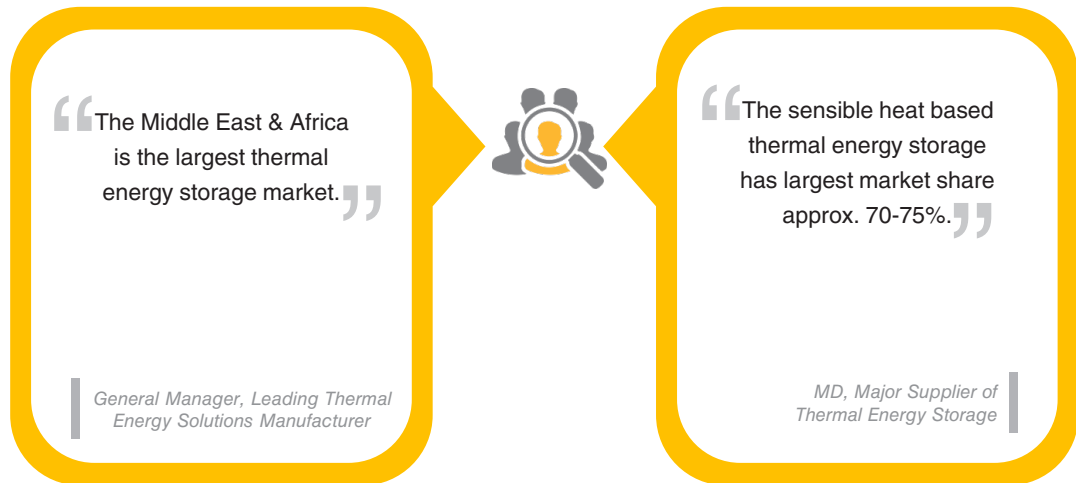 “The Middle East & Africa
is the largest thermal
energy storage market.”
General Manager, Leading Thermal
Energy Solutions Manufacturer
“The sensible heat based
thermal energy storage
has largest market share
approx. 70-75%.”
MD, Major Supplier of
Thermal Energy Storage